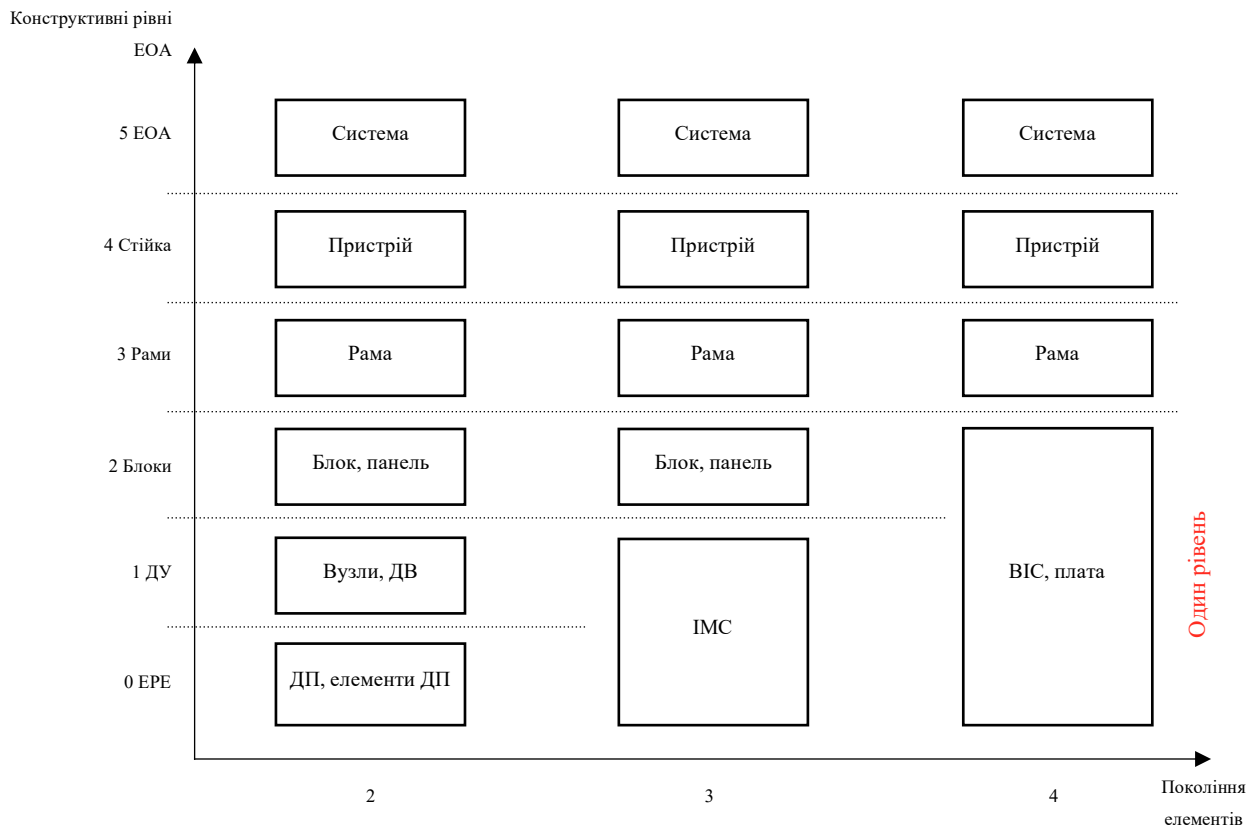 Конструктивні рівні
ЕОА
5 ЕОА
Система
Система
Система
4 Стійка
Пристрій
Пристрій
Пристрій
3 Рами
Рама
Рама
Рама
2 Блоки
Блок, панель
Блок, панель
1 ДУ
Вузли, ДВ
ВІС, плата
Один рівень
ІМС
0 ЕРЕ
ДП, елементи ДП
2
3
4
Покоління
елементів